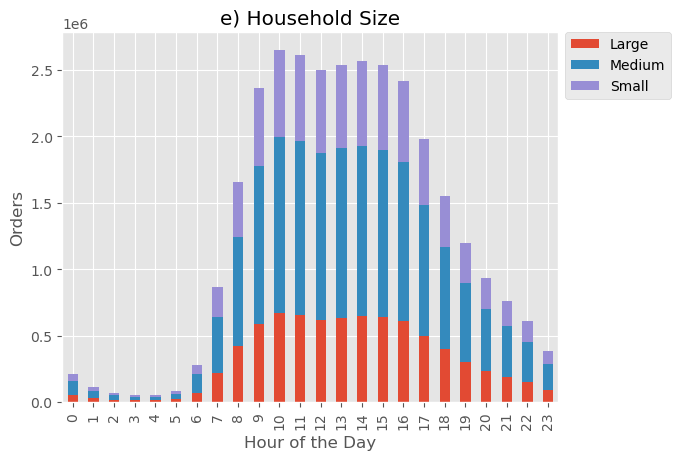 e) Household Size
1e6
Large
Medium
Small
2.5
2.0
1.5
1.0
0.5
0.0
Orders
0 1 2 3 4 5 6 7 8 9 10 11 12 13 14 15 16 17 18 19 20 21 22 23
Hour of the Day